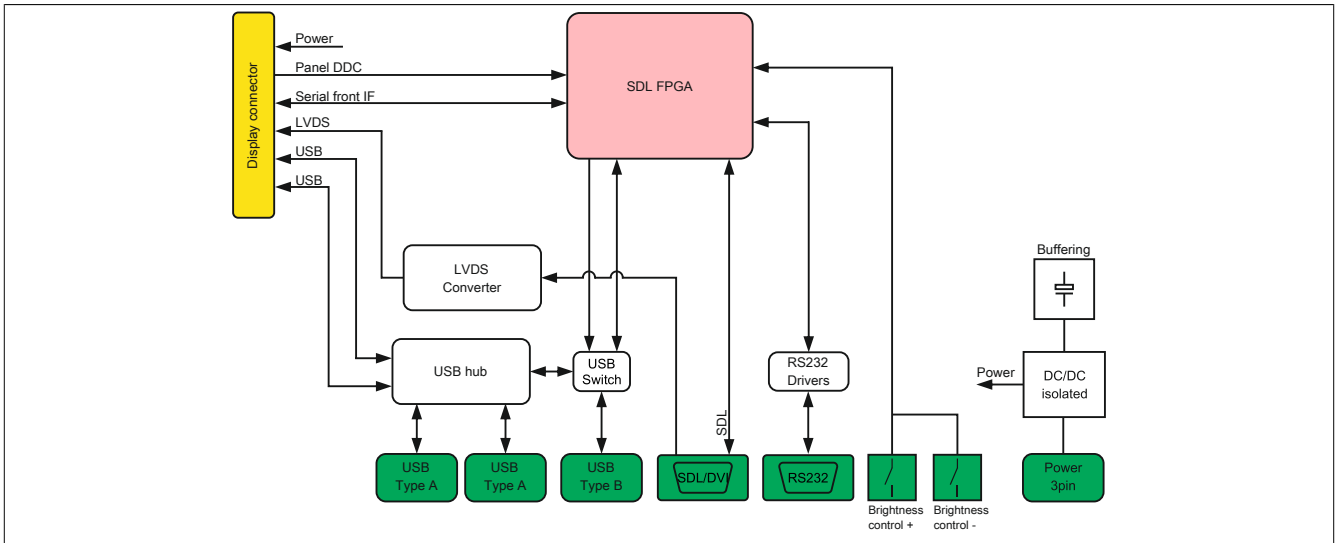 Display connector
Power
Panel DDC
Serial front IF
LVDS
USB
USB
SDL FPGA
LVDS
Converter
Buffering
USB hub
USB
Switch
RS232
Drivers
Power
DC/DC
isolated
SDL
USB
Type A
USB
Type A
USB
Type B
SDL/DVI
RS232
Power
3pin
Brightness
control +
Brightness
control -